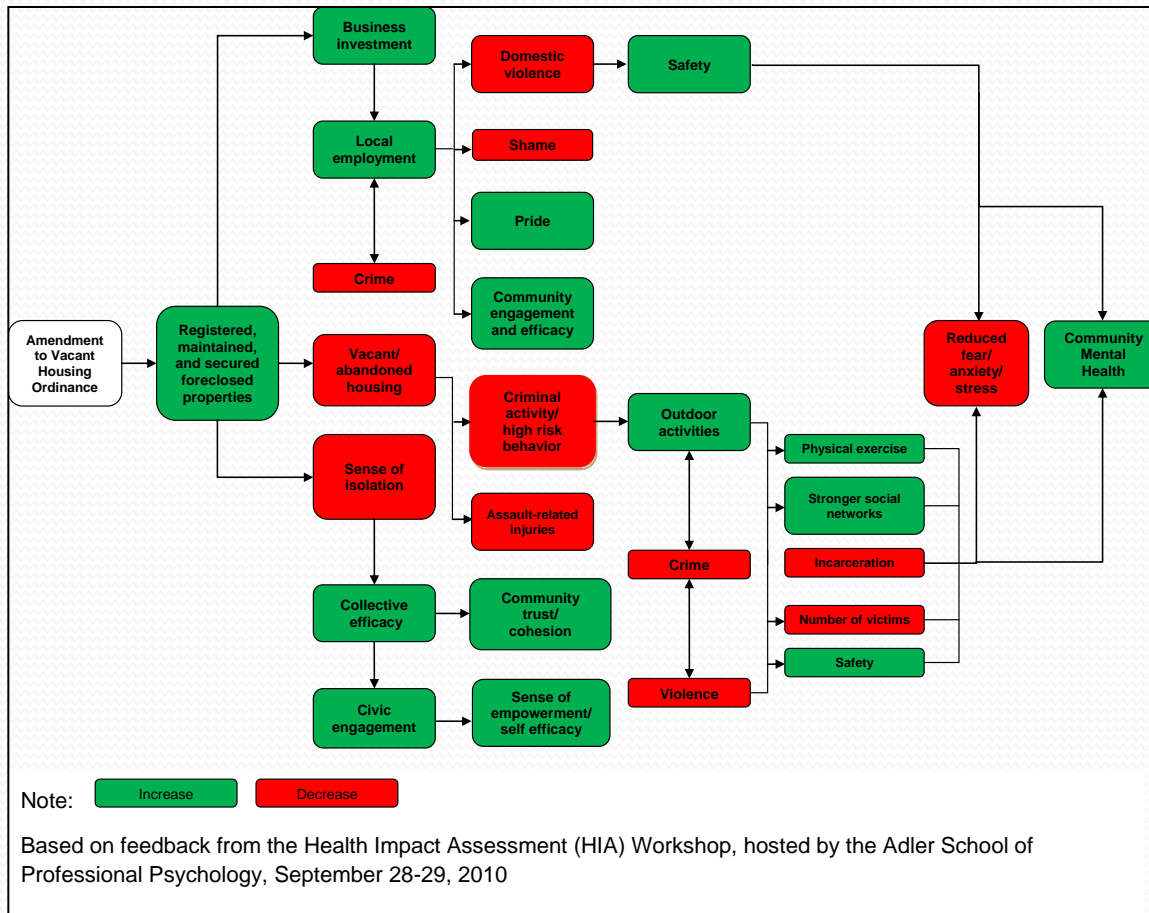 Business
investment
Domestic
violence
Safety
Local
employment
Shame
Pride
Crime
Community
engagement
and efficacy
Amendment
to Vacant
Housing
Ordinance
Registered,
maintained,
and secured
foreclosed
properties
Vacant/
abandoned
housing
Reduced
fear/
anxiety/
stress
Community
Mental
Health
Criminal activity/
high risk
behavior
Outdoor
activities
Physical exercise
Sense of
isolation
Stronger social
networks
Assault-related
injuries
Crime
Incarceration
Collective
efficacy
Community
trust/
cohesion
Number of victims
Safety
Violence
Civic
engagement
Sense of
empowerment/
self efficacy
Note:
Increase
Decrease
Based on feedback from the Health Impact Assessment (HIA) Workshop, hosted by the Adler School of
Professional Psychology, September 28-29, 2010